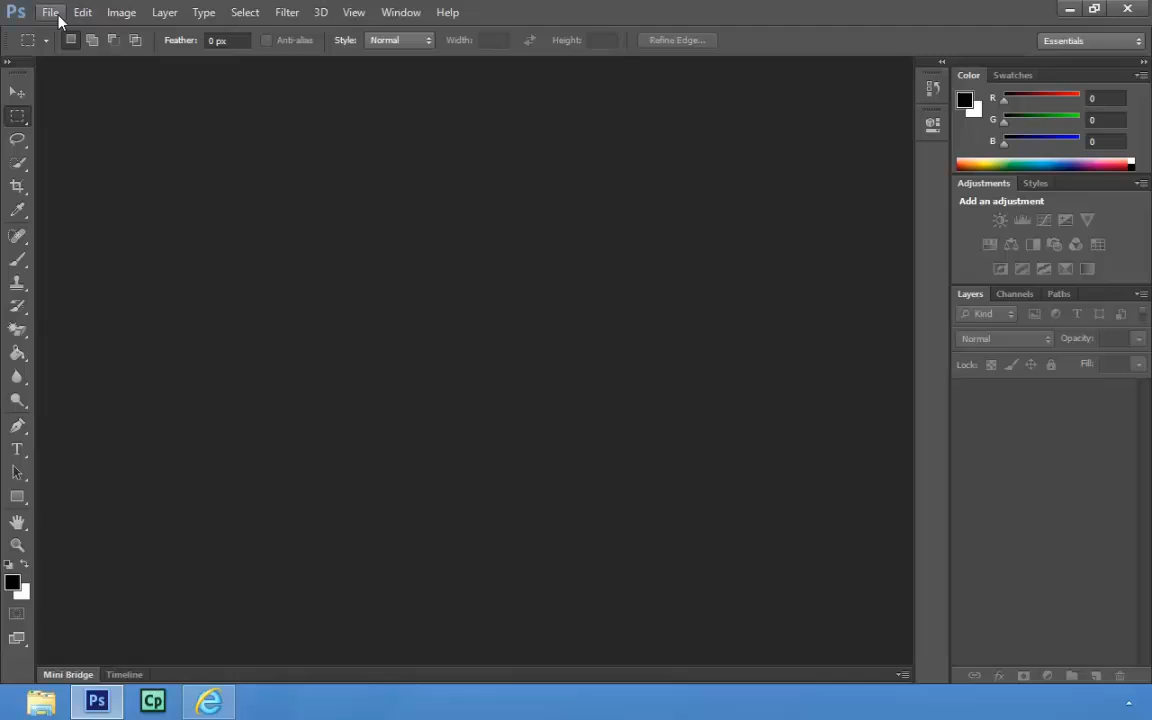 Ps File Edit Image Layer Type Select Filter 3D View Window Help
Feather: 0 px Anti-alias Style: Normal Width: Height: Refine Edge... Essentials
Color Swatches
R 0
G 0
B 0
Adjustments Styles
Add an adjustment
Layers Channels Paths
Kind T
Normal Opacity:
Lock: Fill:
T
fx
Mini Bridge Timeline
Ps Cp